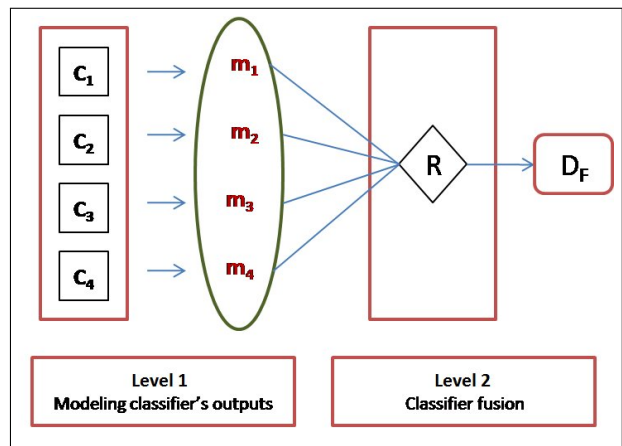 C1 m1
C2 m2
R DF
C3 m3
C4 m4
Level 1 Level 2
Modeling classifier's outputs Classifier fusion